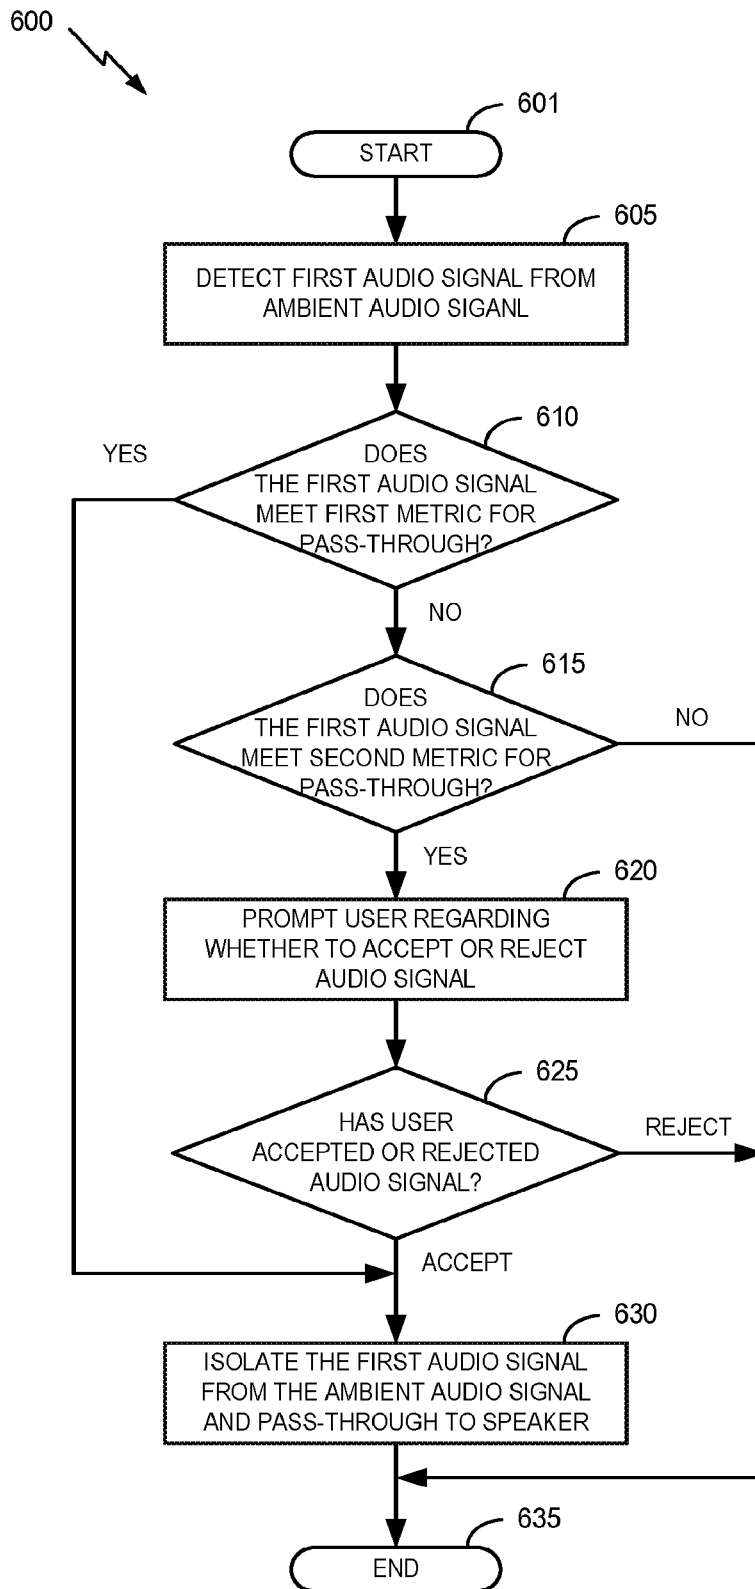 600
601
START
605
DETECT FIRST AUDIO SIGNAL FROM
AMBIENT AUDIO SIGANL
610
YES
DOES
THE FIRST AUDIO SIGNAL
MEET FIRST METRIC FOR
PASS-THROUGH?
NO
615
DOES
THE FIRST AUDIO SIGNAL
MEET SECOND METRIC FOR
PASS-THROUGH?
NO
YES
620
PROMPT USER REGARDING
WHETHER TO ACCEPT OR REJECT
AUDIO SIGNAL
625
HAS USER
ACCEPTED OR REJECTED
AUDIO SIGNAL?
REJECT
ACCEPT
630
ISOLATE THE FIRST AUDIO SIGNAL
FROM THE AMBIENT AUDIO SIGNAL
AND PASS-THROUGH TO SPEAKER
635
END